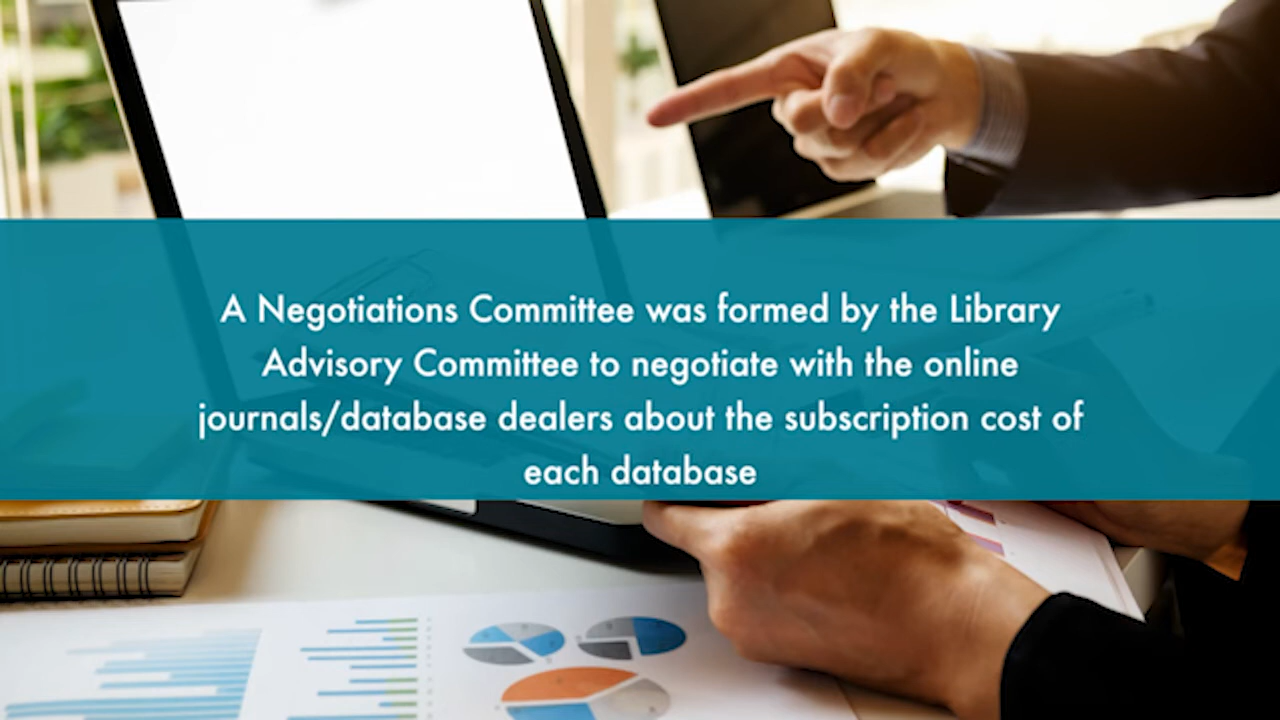 A Negotiations Committee was formed by the Library
Advisory Committee to negotiate with the online
journals/database dealers about the subscription cost of
each database